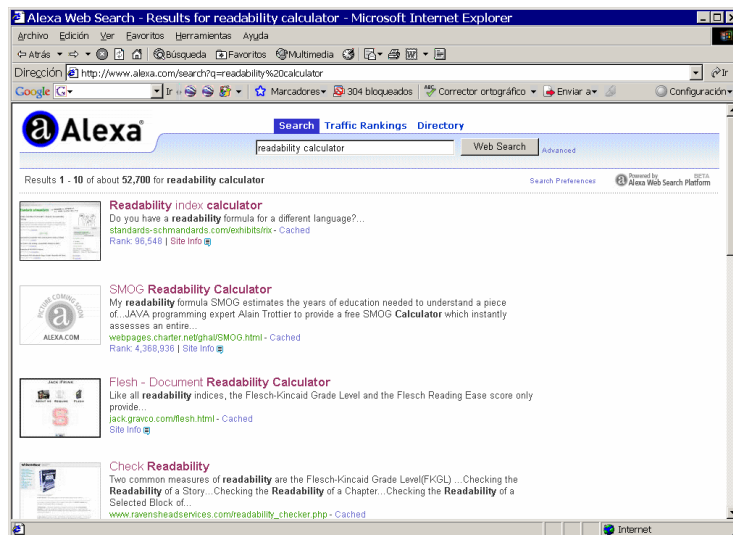 Alexa Web Search - Results for readability calculator - Microsoft Internet Explorer
Archivo Edición Ver Favoritos Herramientas Ayuda
Atrás Búsqueda Favoritos Multimedia
Dirección http://www.alexa.com/search?q=readability%20calculator Ir
Google G Ir Marcadores 304 bloqueados Corrector ortográfico Enviar a Configuración
a Alexa
Search Traffic Rankings Directory
readability calculator Web Search Advanced
Results 1 - 10 of about 52,700 for readability calculator Search Preferences Powered by Alexa Web Search Platform BETA
Readability index calculator
Do you have a readability formula for a different language?...
standards-schmandards.com/exhibits/rix - Cached
Rank: 96,548 | Site Info
PICTURE COMING SOON
a
ALEXA.COM
SMOG Readability Calculator
My readability formula SMOG estimates the years of education needed to understand a piece
of...JAVA programming expert Alain Trottier to provide a free SMOG Calculator which instantly
assesses an entire...
webpages.charter.net/ghal/SMOG.html - Cached
Rank: 4,368,936 | Site Info
Flesh - Document Readability Calculator
Like all readability indices, the Flesch-Kincaid Grade Level and the Flesch Reading Ease score only
provide...
jack.gravco.com/flesh.html - Cached
Site Info
Check Readability
Two common measures of readability are the Flesch-Kincaid Grade Level(FKGL) ...Checking the
Readability of a Story...Checking the Readability of a Chapter...Checking the Readability of a
Selected Block of...
www.ravensheadservices.com/readability_checker.php - Cached
Internet